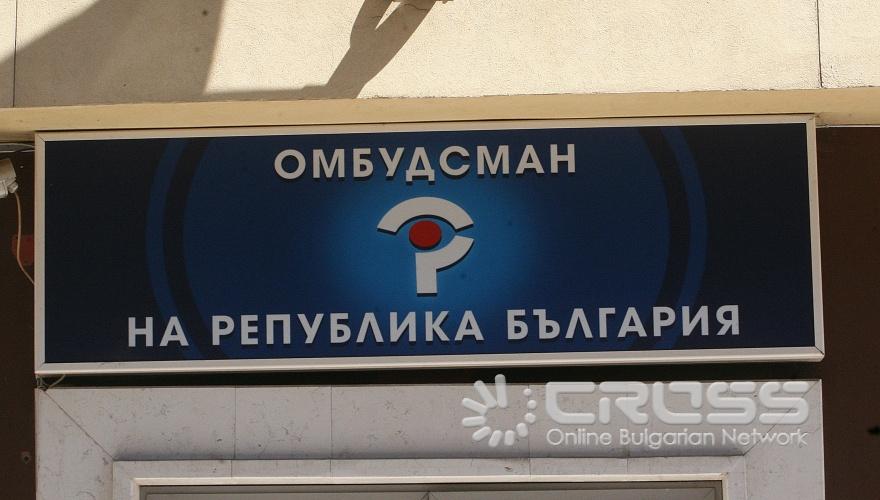 ОМБУДСМАН
НА РЕПУБЛИКА БЪЛГАРИЯ
CROSS
Online Bulgarian Network